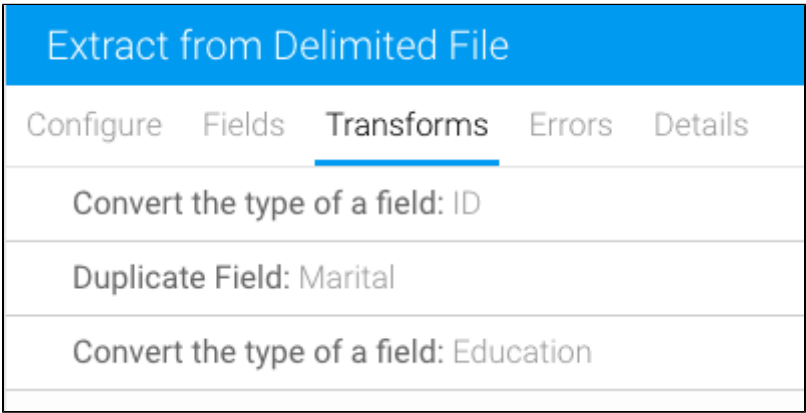 Extract from Delimited File
Configure Fields Transforms Errors Details
Convert the type of a field: ID
Duplicate Field: Marital
Convert the type of a field: Education